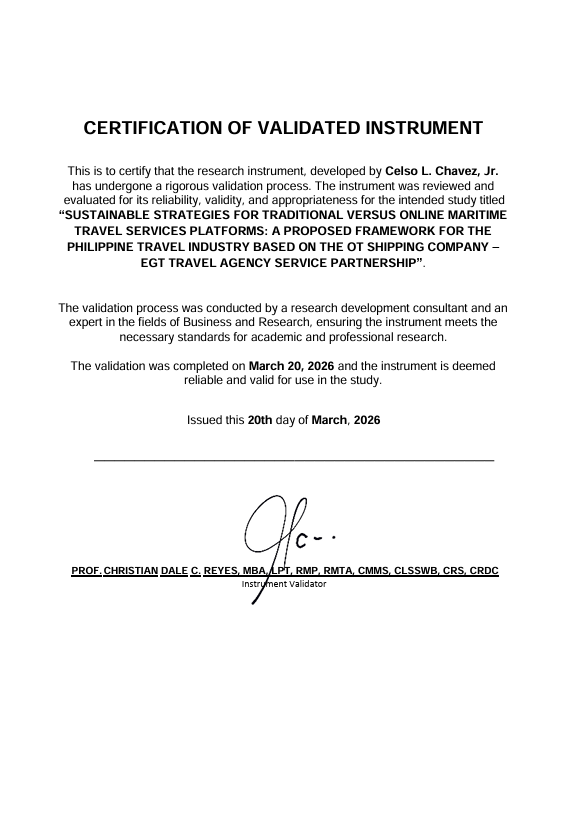 CERTIFICATION OF VALIDATED INSTRUMENT
This is to certify that the research instrument, developed by Celso L. Chavez, Jr.
has undergone a rigorous validation process. The instrument was reviewed and
evaluated for its reliability, validity, and appropriateness for the intended study titled
“SUSTAINABLE STRATEGIES FOR TRADITIONAL VERSUS ONLINE MARITIME
TRAVEL SERVICES PLATFORMS: A PROPOSED FRAMEWORK FOR THE
PHILIPPINE TRAVEL INDUSTRY BASED ON THE OT SHIPPING COMPANY –
EGT TRAVEL AGENCY SERVICE PARTNERSHIP”.
The validation process was conducted by a research development consultant and an
expert in the fields of Business and Research, ensuring the instrument meets the
necessary standards for academic and professional research.
The validation was completed on March 20, 2026 and the instrument is deemed
reliable and valid for use in the study.
Issued this 20th day of March, 2026
PROF. CHRISTIAN DALE C. REYES, MBA, LPT, RMP, RMTA, CMMS, CLSSWB, CRS, CRDC
Instrument Validator